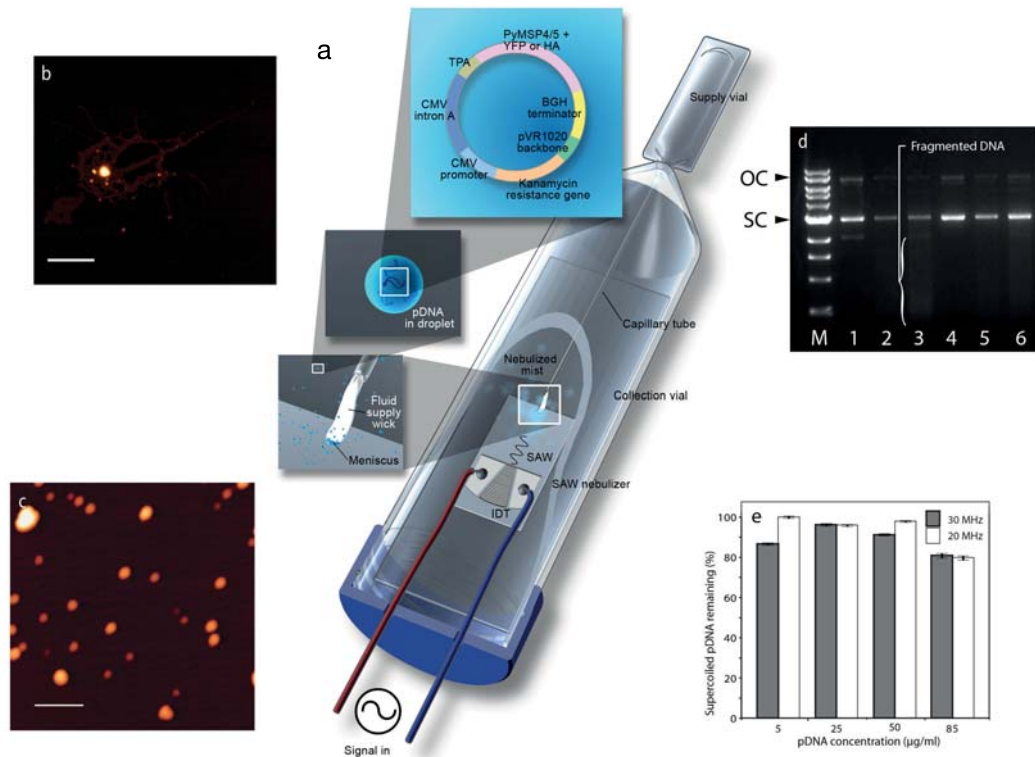 a
b
PyMSP4/5 +
YFP or HA
TPA
CMV
intron A
BGH
terminator
pVR1020
backbone
CMV
promoter
Kanamycin
resistance gene
Supply vial
pDNA
in droplet
Capillary tube
Nebulized
mist
Collection vial
Fluid
supply
wick
Meniscus
SAW
SAW nebulizer
IDT
Signal in
c
d
Fragmented DNA
OC
SC
M 1 2 3 4 5 6
e
30 MHz
20 MHz
Supercoiled pDNA remaining (%)
100
80
60
40
20
0
100
5 25 50 85
pDNA concentration (µg/ml)